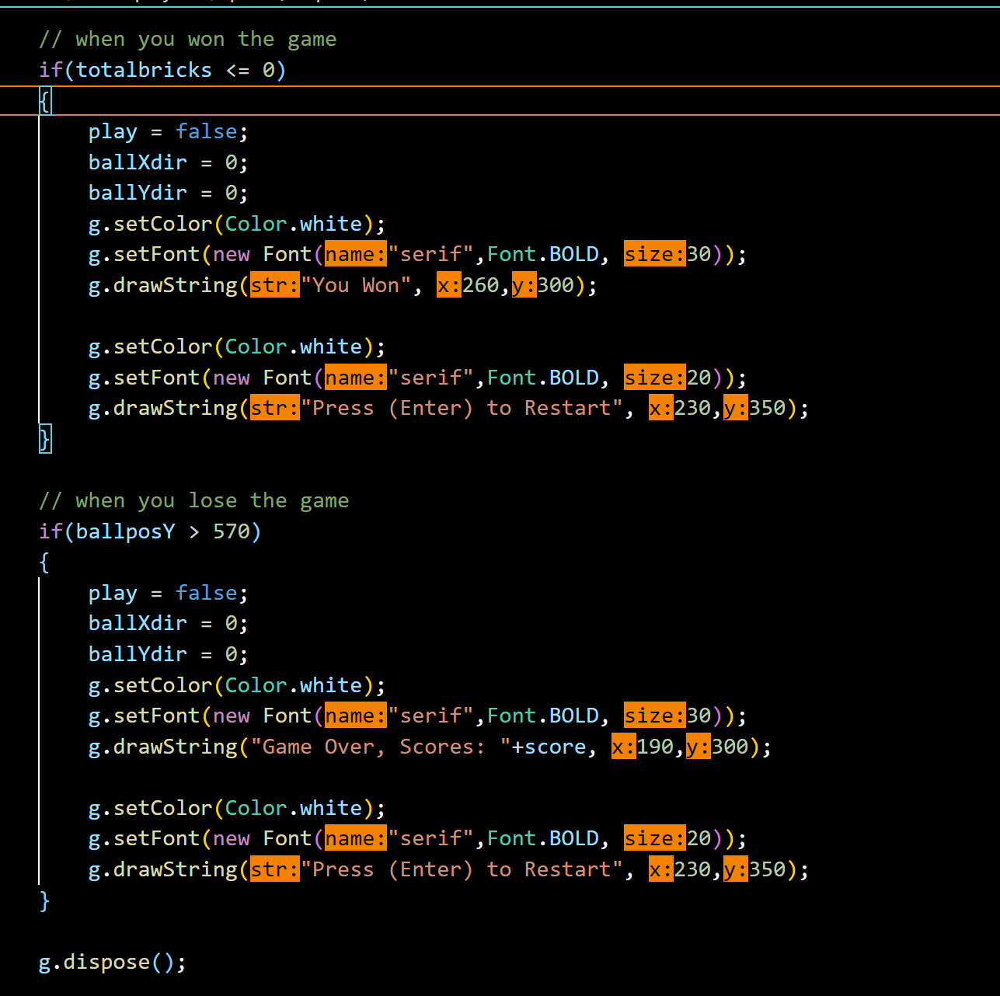 // when you won the game
if(totalbricks <= 0)
{
    play = false;
    ballXdir = 0;
    ballYdir = 0;
    g.setColor(Color.white);
    g.setFont(new Font(name:"serif",Font.BOLD, size:30));
    g.drawString(str:"You Won", x:260,y:300);

    g.setColor(Color.white);
    g.setFont(new Font(name:"serif",Font.BOLD, size:20));
    g.drawString(str:"Press (Enter) to Restart", x:230,y:350);
}

// when you lose the game
if(ballposY > 570)
{
    play = false;
    ballXdir = 0;
    ballYdir = 0;
    g.setColor(Color.white);
    g.setFont(new Font(name:"serif",Font.BOLD, size:30));
    g.drawString("Game Over, Scores: "+score, x:190,y:300);

    g.setColor(Color.white);
    g.setFont(new Font(name:"serif",Font.BOLD, size:20));
    g.drawString(str:"Press (Enter) to Restart", x:230,y:350);
}

g.dispose();